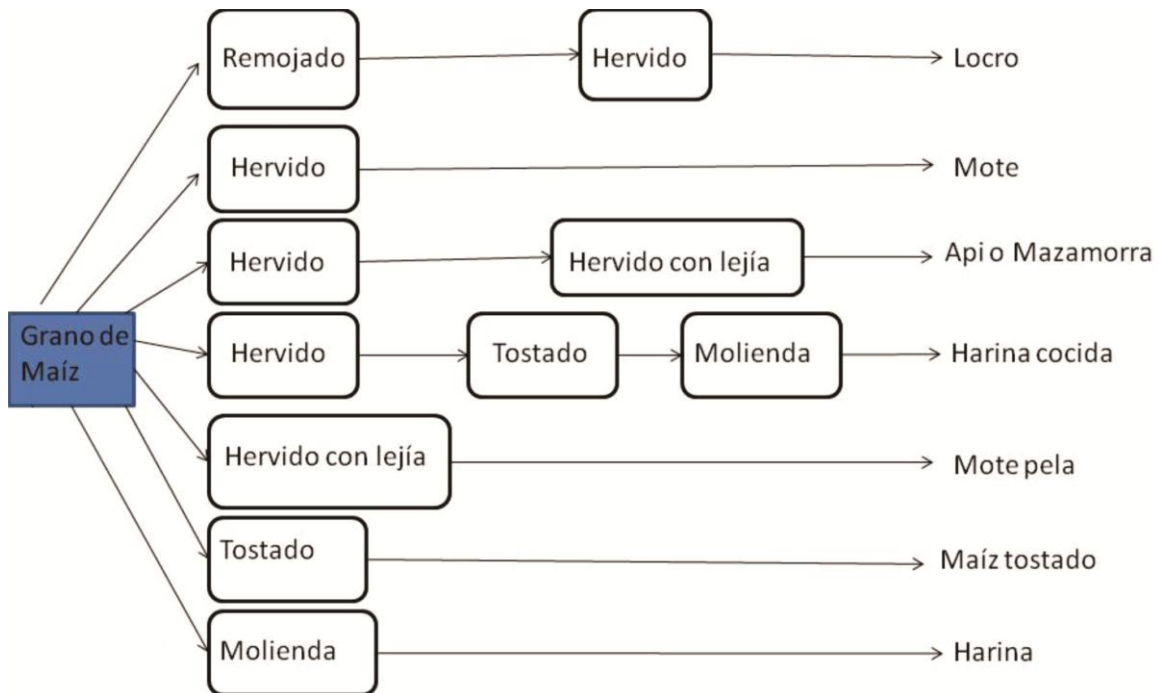 Remojado
Hervido
Locro
Hervido
Mote
Hervido
Hervido con lejía
Api o Mazamorra
Grano de
Maíz
Hervido
Tostado
Molienda
Harina cocida
Hervido con lejía
Mote pela
Tostado
Maíz tostado
Molienda
Harina